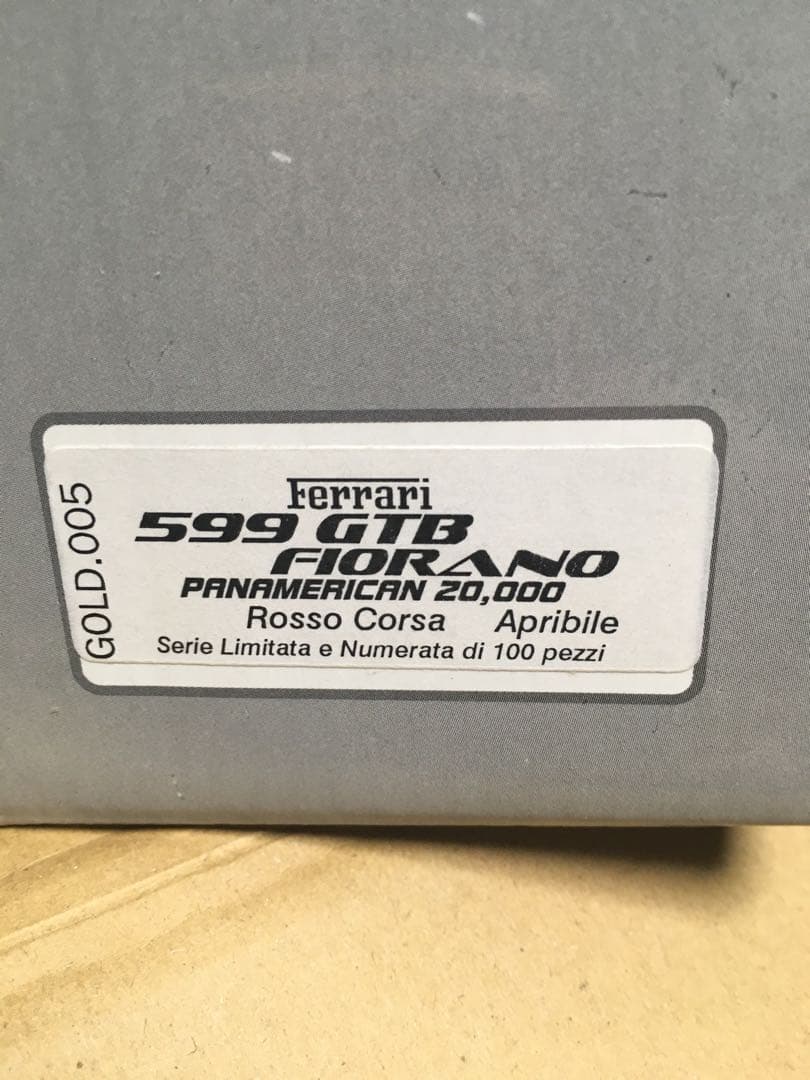 GOLD.005
Ferrari
599 GTB
FIORANO
PANAMERICAN 20,000
Rosso Corsa Apribile
Serie Limitata e Numerata di 100 pezzi